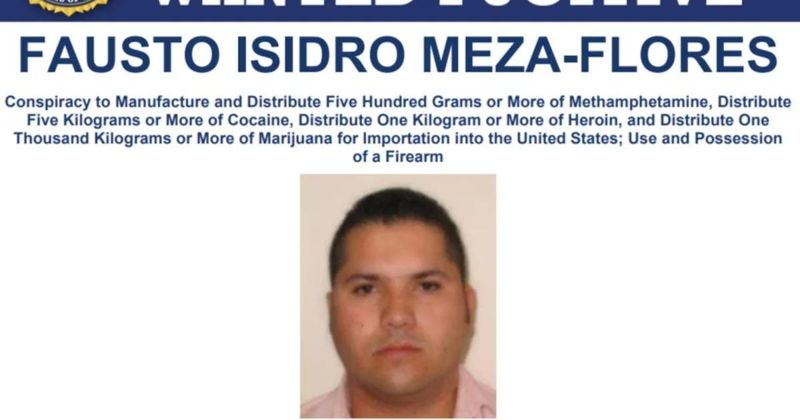 WANTED FUGITIVE
FAUSTO ISIDRO MEZA-FLORES
Conspiracy to Manufacture and Distribute Five Hundred Grams or More of Methamphetamine, Distribute
Five Kilograms or More of Cocaine, Distribute One Kilogram or More of Heroin, and Distribute One
Thousand Kilograms or More of Marijuana for Importation into the United States; Use and Possession
of a Firearm